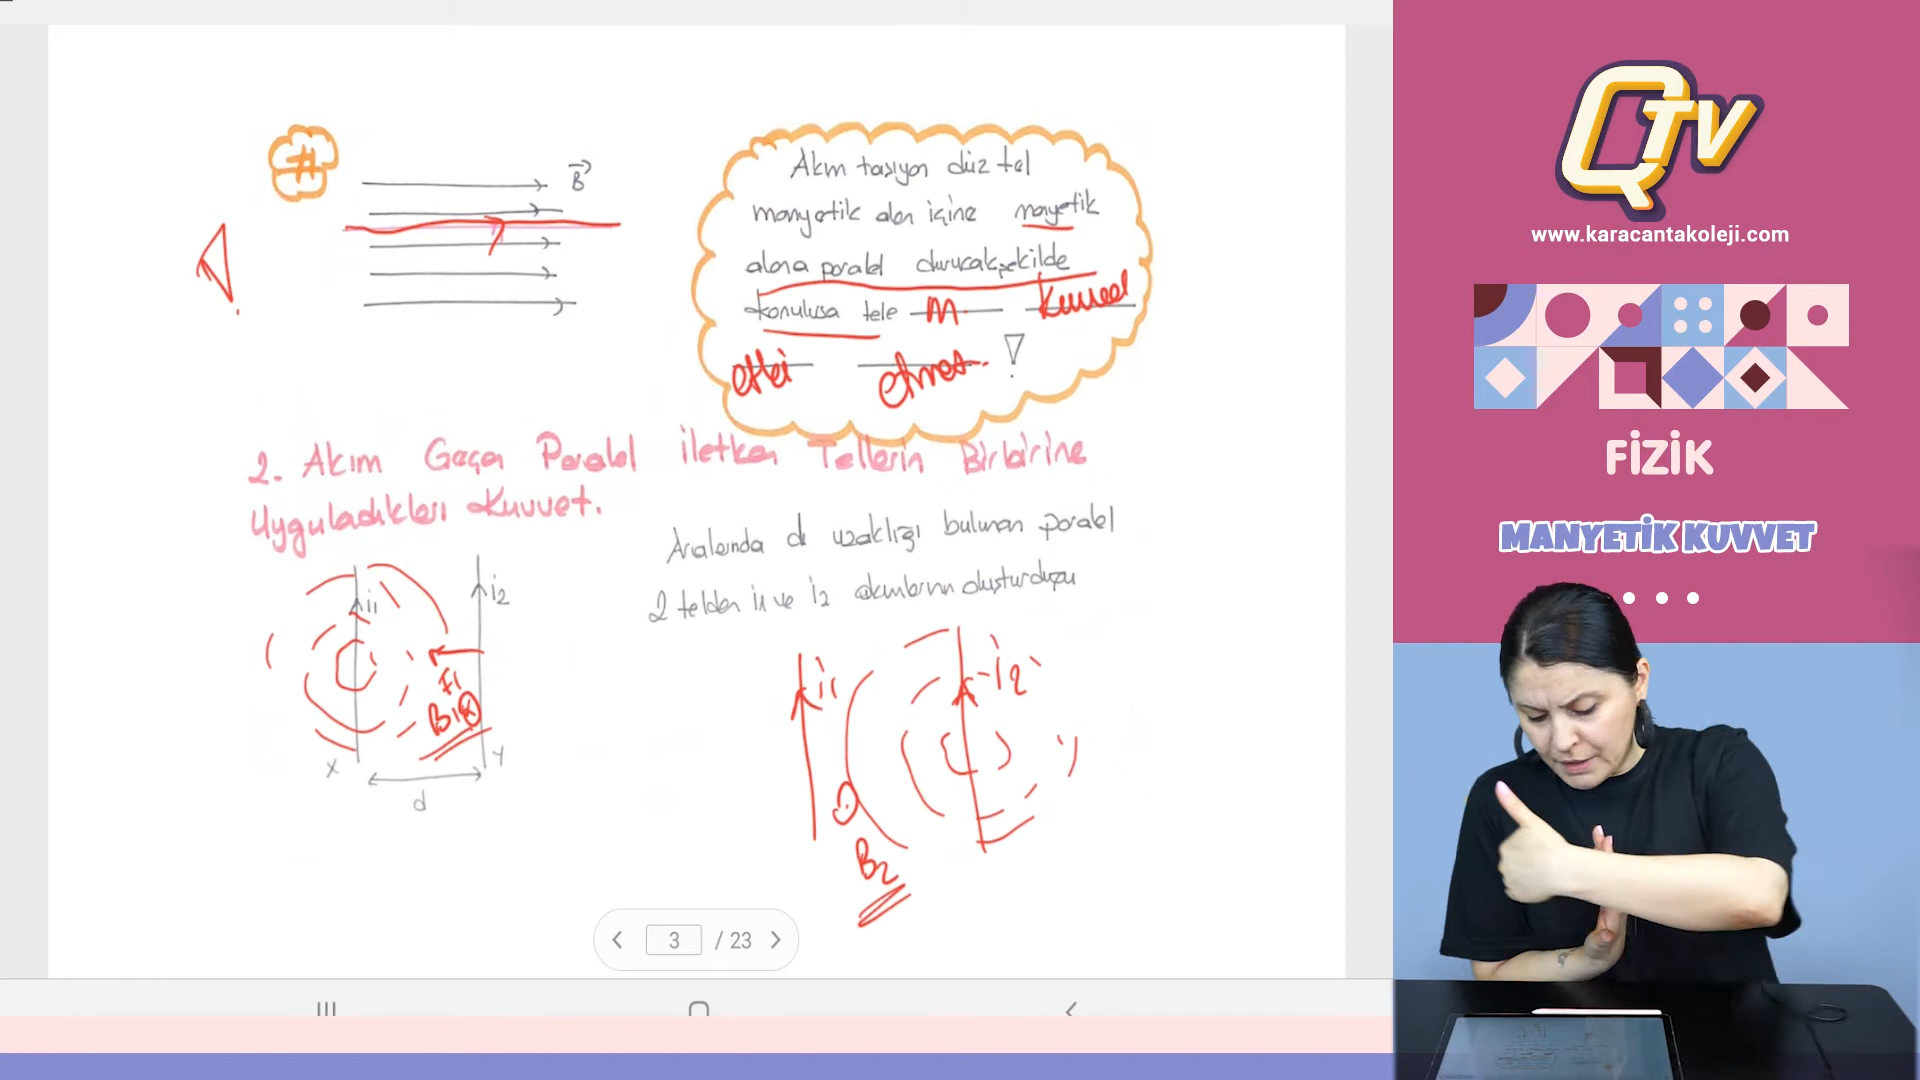 #
B
Akım taşıyan düz tel
manyetik alan içine manyetik
alana paralel duracak şekilde
konulursa tele M. Kuvvet
etki etmez.
!
2. Akım Geçen Paralel İletken Tellerin Birbirine
Uyguladıkları Kuvvet.
Aralarında d uzaklığı bulunan paralel
2 telden i1 ve i2 akımlarının oluşturduğu
i1 i2
F1
B1
X Y
d
i1 i2
B2
3 / 23
QTV
www.karacantakoleji.com
FİZİK
MANYETİK KUVVET